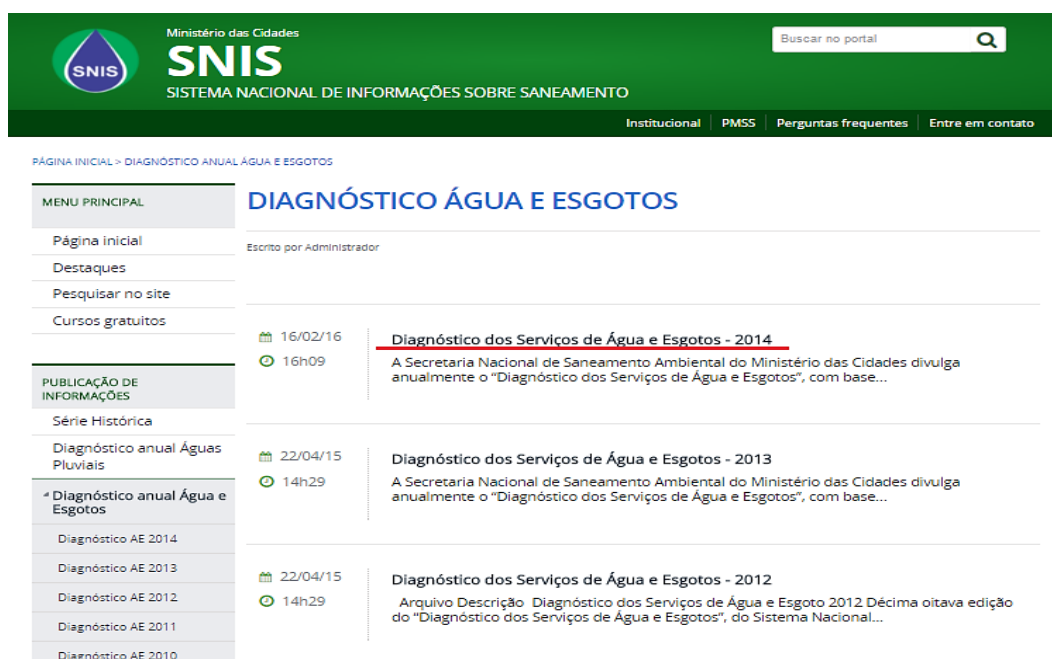 Ministério das Cidades
SNIS
SNIS
SISTEMA NACIONAL DE INFORMAÇÕES SOBRE SANEAMENTO
Buscar no portal
Institucional
PMSS
Perguntas frequentes
Entre em contato
PÁGINA INICIAL > DIAGNÓSTICO ANUAL ÁGUA E ESGOTOS
MENU PRINCIPAL
Página inicial
Destaques
Pesquisar no site
Cursos gratuitos
PUBLICAÇÃO DE
INFORMAÇÕES
Série Histórica
Diagnóstico anual Águas
Pluviais
Diagnóstico anual Água e
Esgotos
Diagnóstico AE 2014
Diagnóstico AE 2013
Diagnóstico AE 2012
Diagnóstico AE 2011
Diagnóstico AE 2010
DIAGNÓSTICO ÁGUA E ESGOTOS
Escrito por Administrador
16/02/16
16h09
Diagnóstico dos Serviços de Água e Esgotos - 2014
A Secretaria Nacional de Saneamento Ambiental do Ministério das Cidades divulga
anualmente o “Diagnóstico dos Serviços de Água e Esgotos”, com base...
22/04/15
14h29
Diagnóstico dos Serviços de Água e Esgotos - 2013
A Secretaria Nacional de Saneamento Ambiental do Ministério das Cidades divulga
anualmente o “Diagnóstico dos Serviços de Água e Esgotos”, com base...
22/04/15
14h29
Diagnóstico dos Serviços de Água e Esgotos - 2012
Arquivo Descrição Diagnóstico dos Serviços de Água e Esgoto 2012 Décima oitava edição
do “Diagnóstico dos Serviços de Água e Esgotos”, do Sistema Nacional...